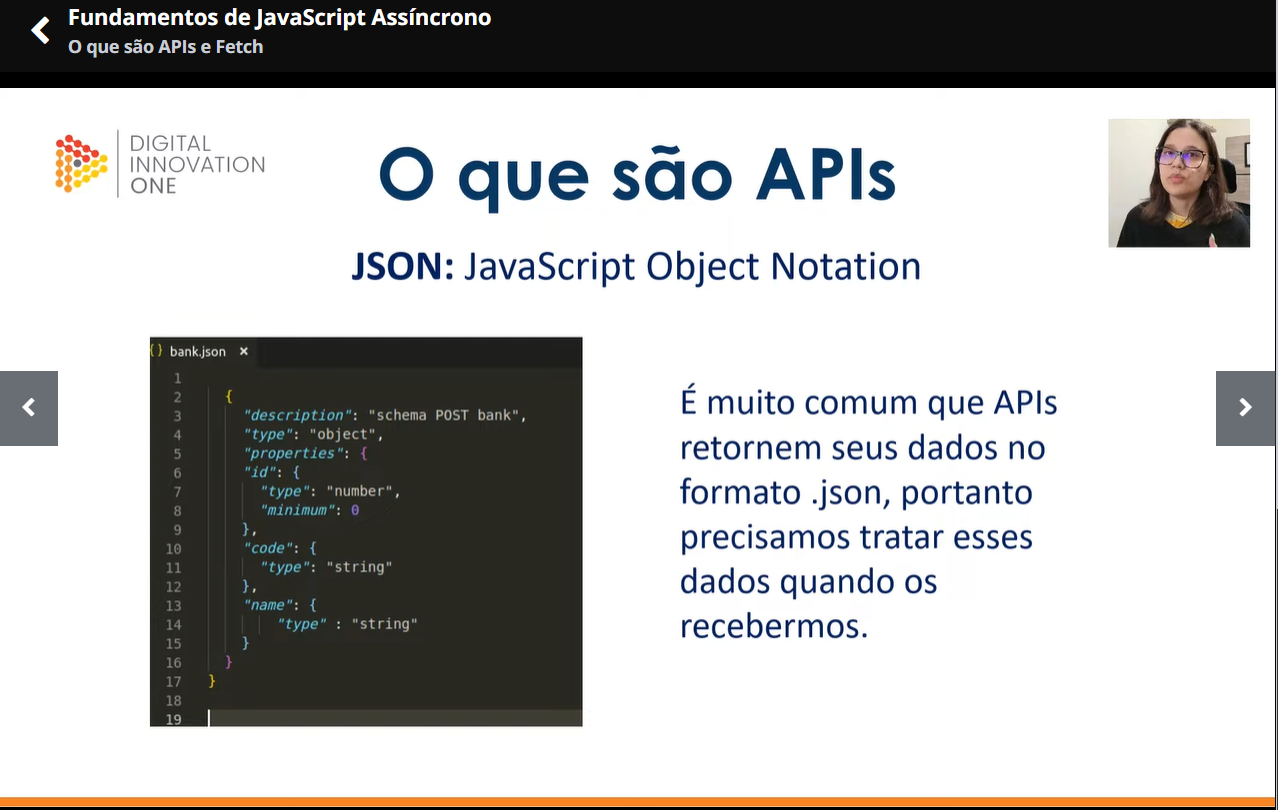 Fundamentos de JavaScript Assíncrono
O que são APIs e Fetch
DIGITAL
INNOVATION
ONE
O que são APIs
JSON: JavaScript Object Notation
{} bank.json ×
1
2 {
3 "description": "schema POST bank",
4 "type": "object",
5 "properties": {
6 "id": {
7 "type": "number",
8 "minimum": 0
9 },
10 "code": {
11 "type": "string"
12 },
13 "name": {
14 "type" : "string"
15 }
16 }
17 }
18
19
É muito comum que APIs
retornem seus dados no
formato .json, portanto
precisamos tratar esses
dados quando os
recebermos.